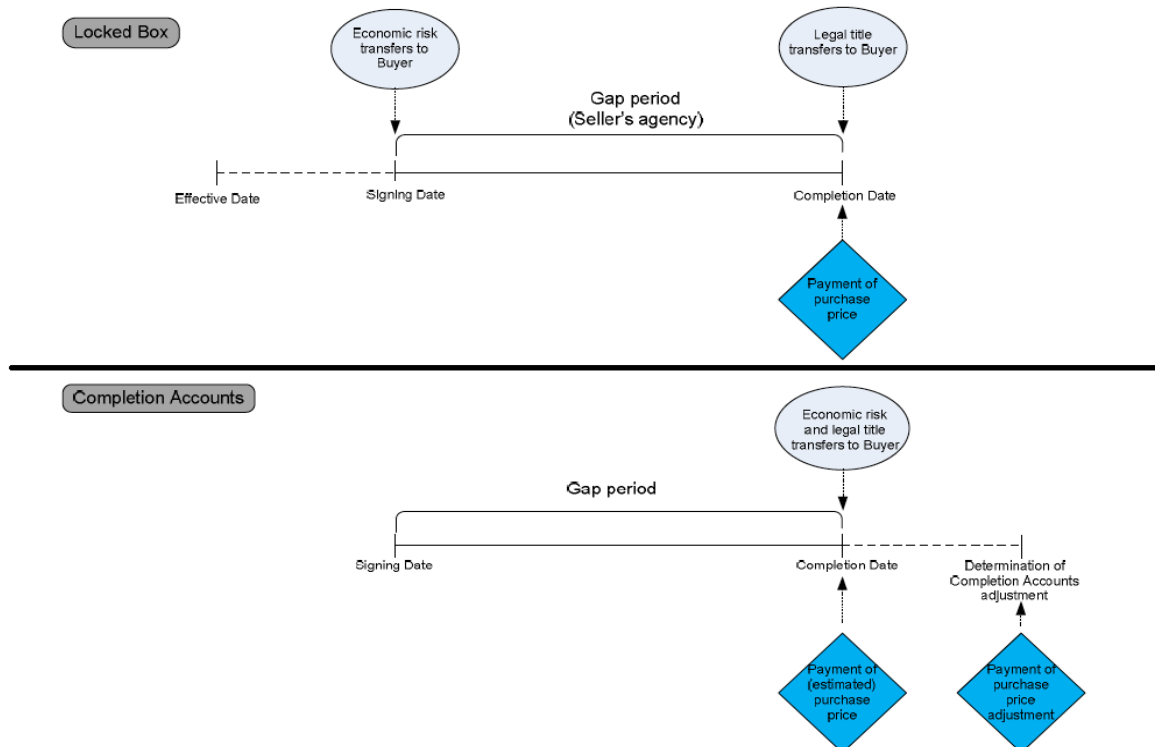 Locked Box
Economic risk
transfers to
Buyer
Legal title
transfers to Buyer
Gap period
(Seller's agency)
Effective Date
Signing Date
Completion Date
Payment of
purchase
price
Completion Accounts
Economic risk
and legal title
transfers to Buyer
Gap period
Signing Date
Completion Date
Determination of
Completion Accounts
adjustment
Payment of
(estimated)
purchase
price
Payment of
purchase
price
adjustment